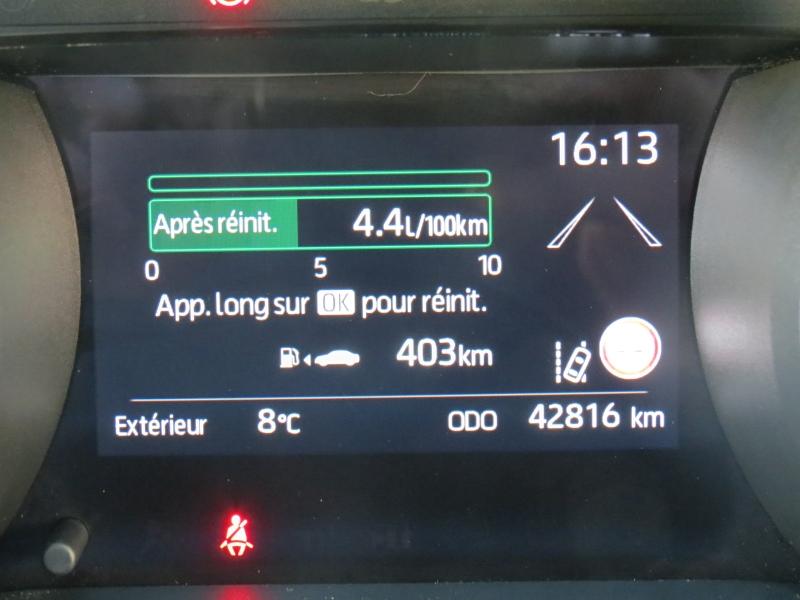 16:13
Après réinit. 4.4L/100km
0 5 10
App. long sur OK pour réinit.
403km
Extérieur 8°C ODO 42816 km